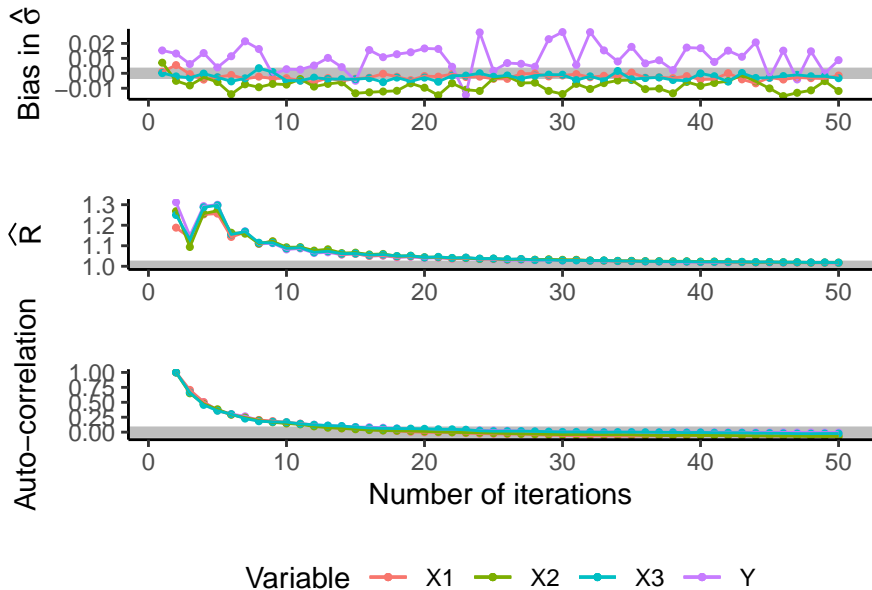 Bias in σ̂
0.02
0.01
0.00
−0.01
0 10 20 30 40 50
R̂
1.3
1.2
1.1
1.0
0 10 20 30 40 50
Auto−correlation
1.00
0.75
0.50
0.25
0.00
0 10 20 30 40 50
Number of iterations
Variable X1 X2 X3 Y